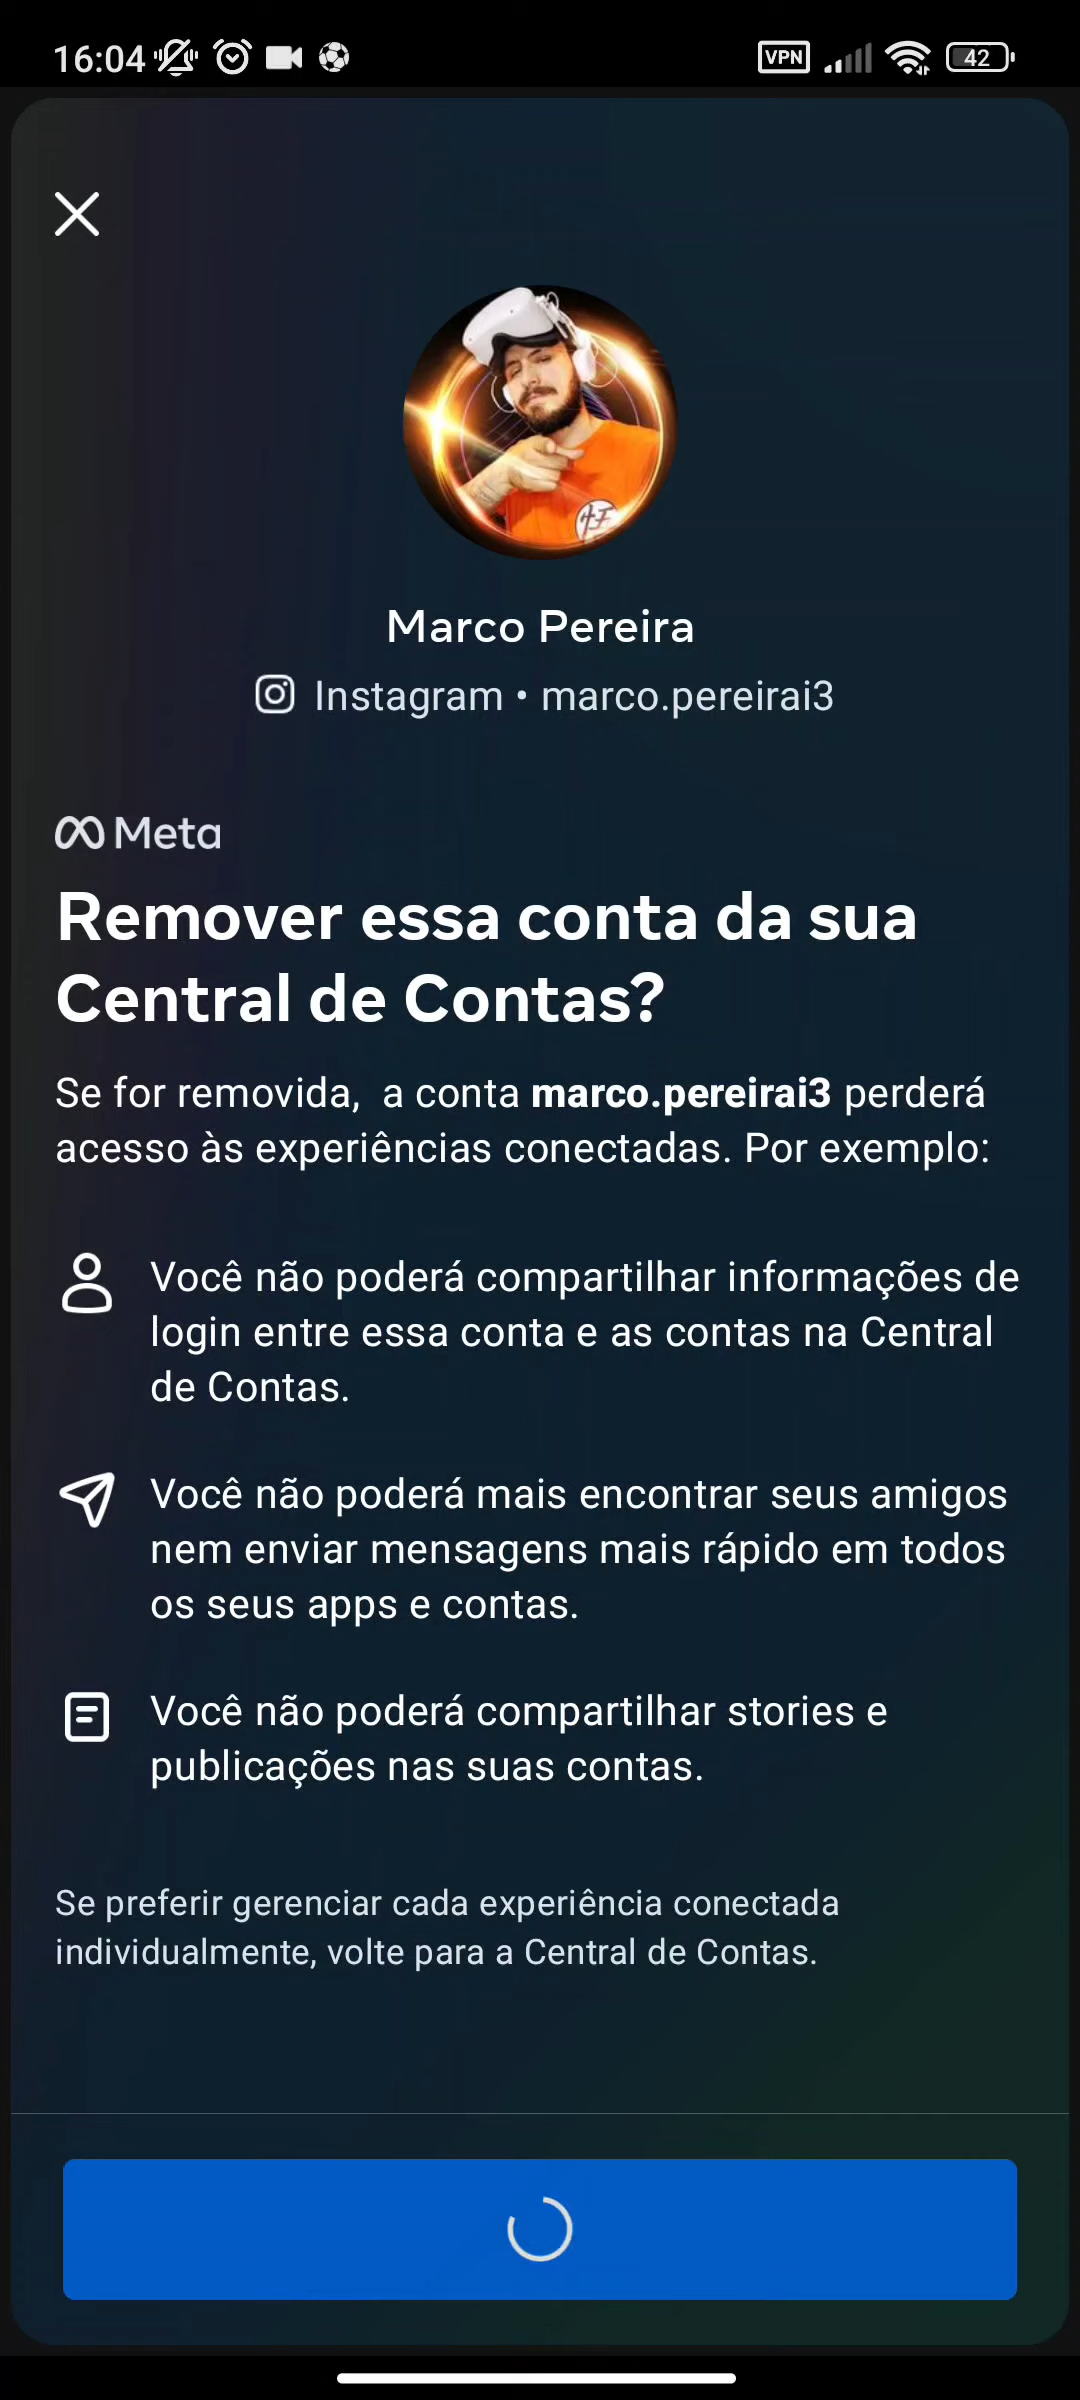 16:04
VPN
42
Marco Pereira
Instagram • marco.pereirai3
Meta
Remover essa conta da sua
Central de Contas?
Se for removida, a conta marco.pereirai3 perderá
acesso às experiências conectadas. Por exemplo:
Você não poderá compartilhar informações de
login entre essa conta e as contas na Central
de Contas.
Você não poderá mais encontrar seus amigos
nem enviar mensagens mais rápido em todos
os seus apps e contas.
Você não poderá compartilhar stories e
publicações nas suas contas.
Se preferir gerenciar cada experiência conectada
individualmente, volte para a Central de Contas.